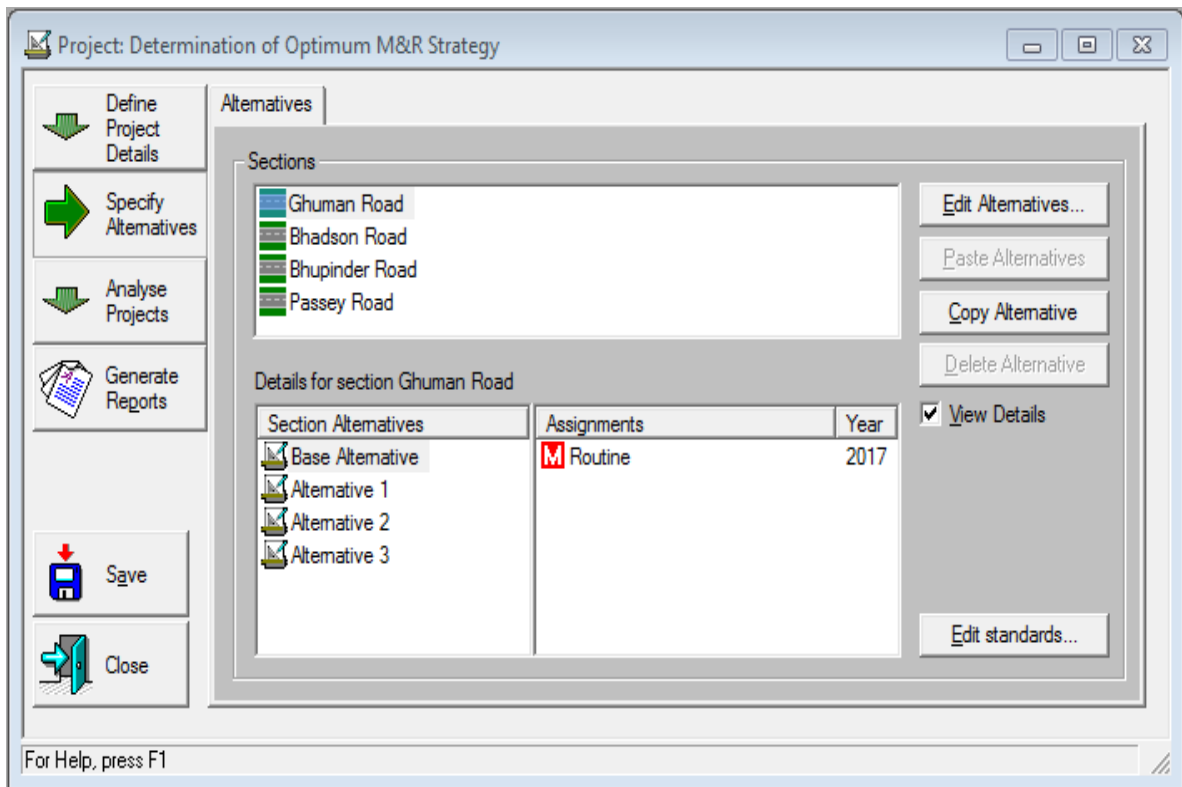 Project: Determination of Optimum M&R Strategy
Define
Project
Details
Specify
Alternatives
Analyse
Projects
Generate
Reports
Save
Close
Alternatives
Sections
Ghuman Road
Bhadson Road
Bhupinder Road
Passey Road
Edit Alternatives...
Paste Alternatives
Copy Alternative
Delete Alternative
View Details
Details for section Ghuman Road
Section Alternatives
Base Alternative
Alternative 1
Alternative 2
Alternative 3
Assignments Year
M Routine 2017
Edit standards...
For Help, press F1